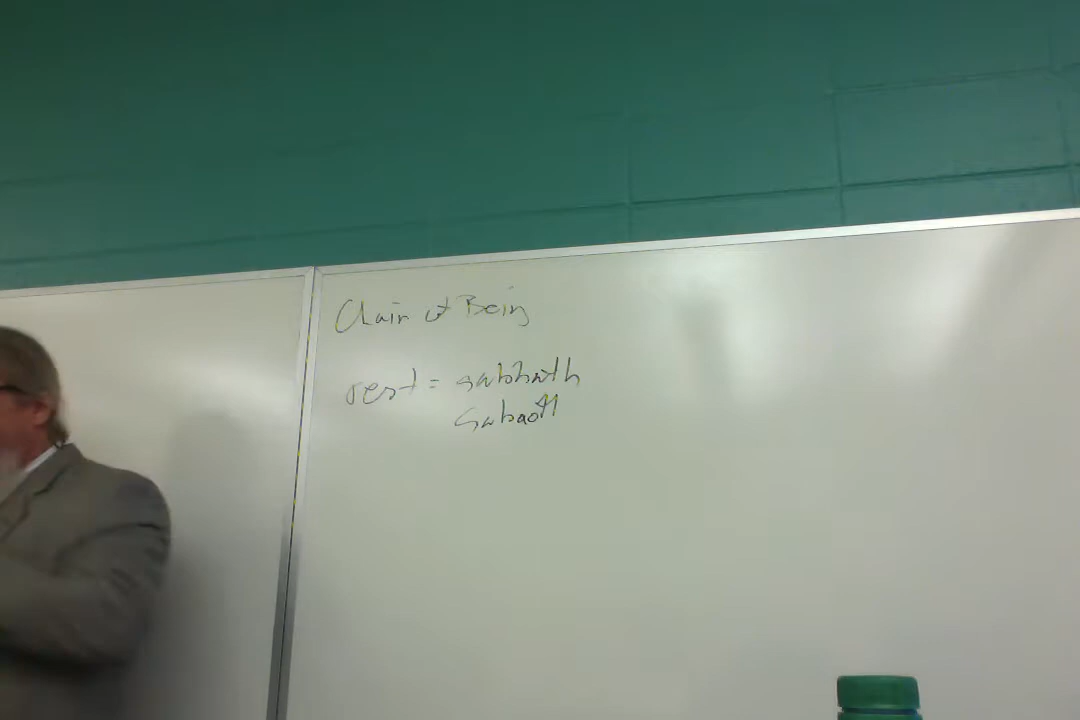 Chain of Being
rest = sabbath
Sabaoth